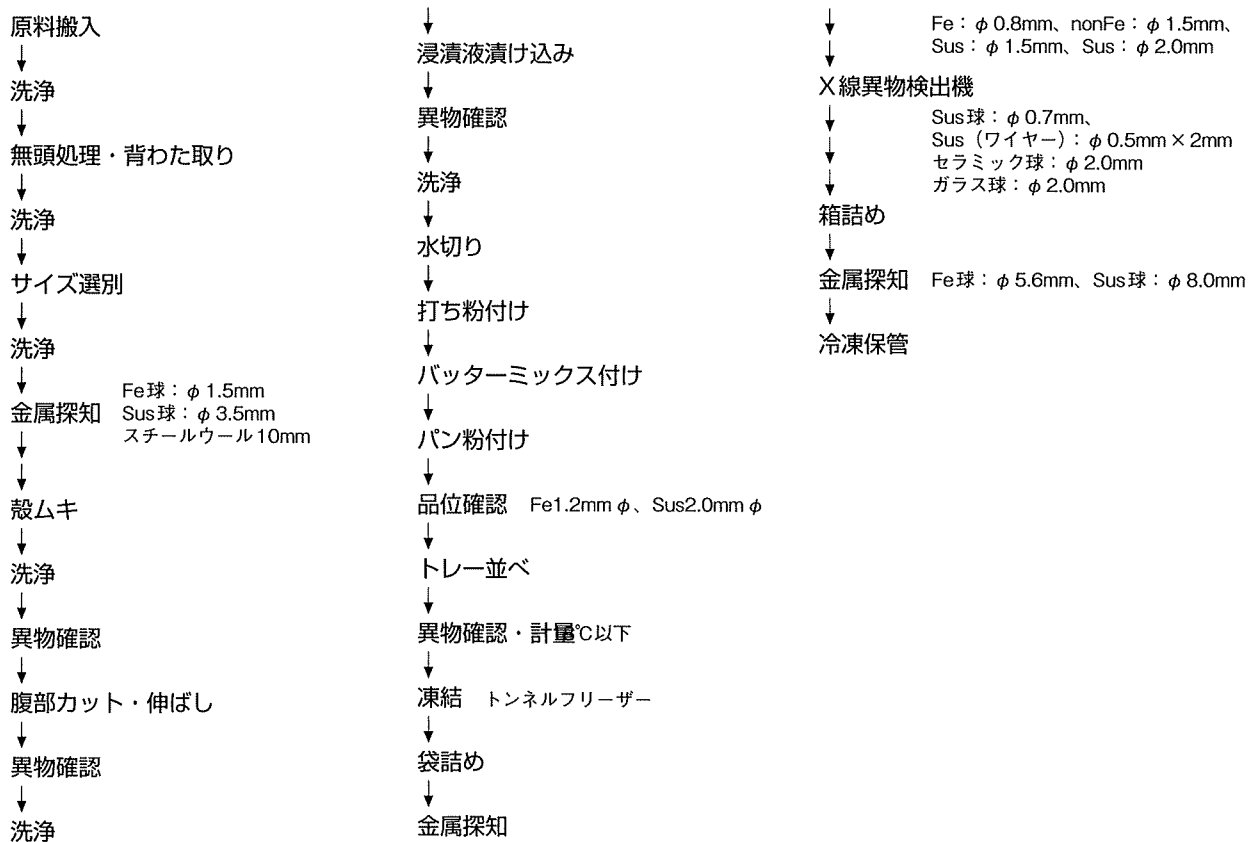 原料搬入
洗浄
無頭処理・背わた取り
洗浄
サイズ選別
洗浄
金属探知
Fe球：φ1.5mm
Sus球：φ3.5mm
スチールウール10mm
殻ムキ
洗浄
異物確認
腹部カット・伸ばし
異物確認
洗浄
浸漬液漬け込み
異物確認
洗浄
水切り
打ち粉付け
バッターミックス付け
パン粉付け
品位確認 Fe1.2mmφ、Sus2.0mmφ
トレー並べ
異物確認・計量℃以下
凍結 トンネルフリーザー
袋詰め
金属探知
Fe：φ0.8mm、nonFe：φ1.5mm、
Sus：φ1.5mm、Sus：φ2.0mm
X線異物検出機
Sus球：φ0.7mm、
Sus（ワイヤー）：φ0.5mm×2mm
セラミック球：φ2.0mm
ガラス球：φ2.0mm
箱詰め
金属探知 Fe球：φ5.6mm、Sus球：φ8.0mm
冷凍保管